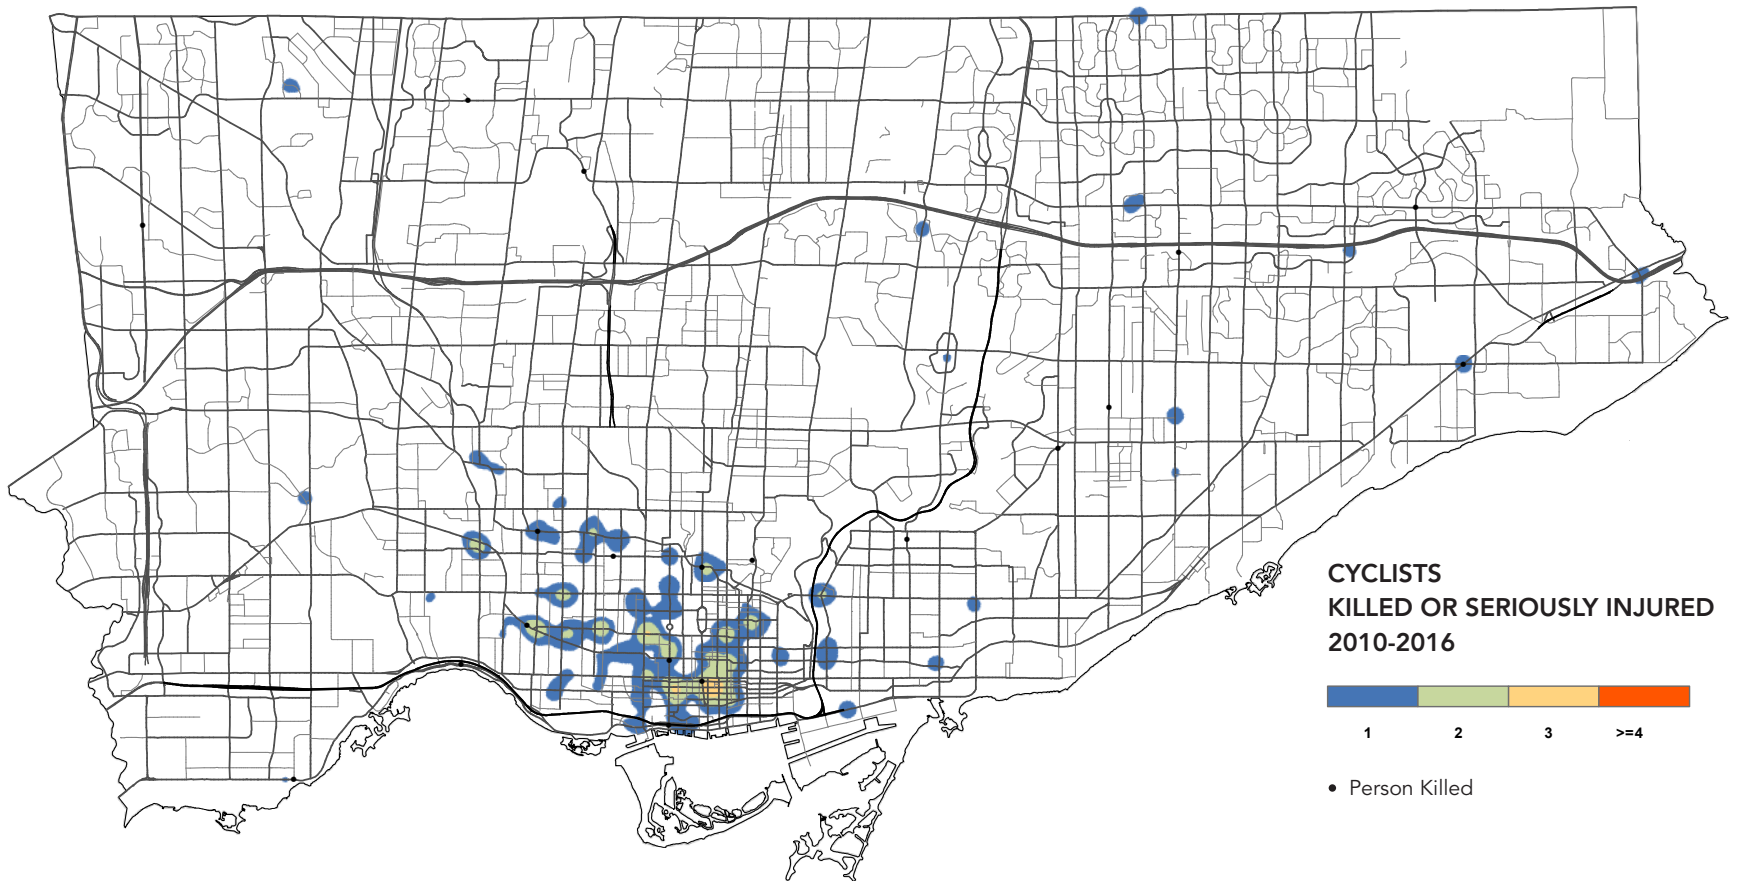 CYCLISTS
KILLED OR SERIOUSLY INJURED
2010-2016
1 2 3 >=4
• Person Killed